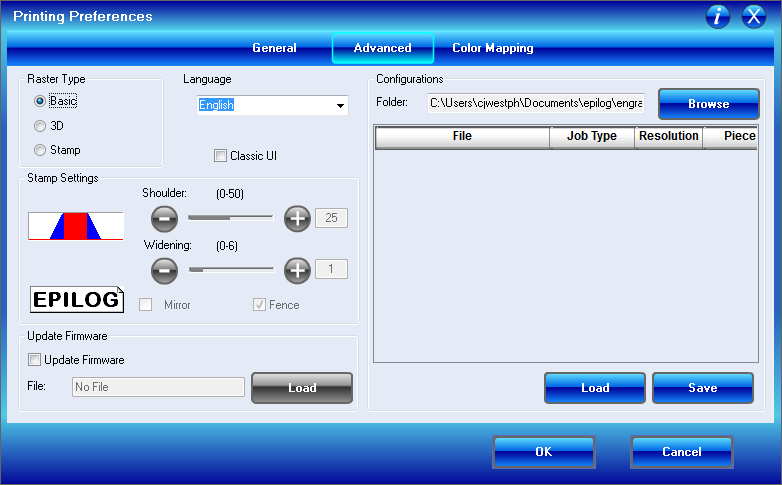 Printing Preferences
General Advanced Color Mapping
Raster Type
Basic
3D
Stamp
Language
English
Classic UI
Stamp Settings
Shoulder: (0-50)
25
Widening: (0-6)
1
EPILOG
Mirror
Fence
Update Firmware
Update Firmware
File: No File Load
Configurations
Folder: C:\Users\cjwestph\Documents\epilog\engra Browse
File Job Type Resolution Piece
Load Save
OK Cancel